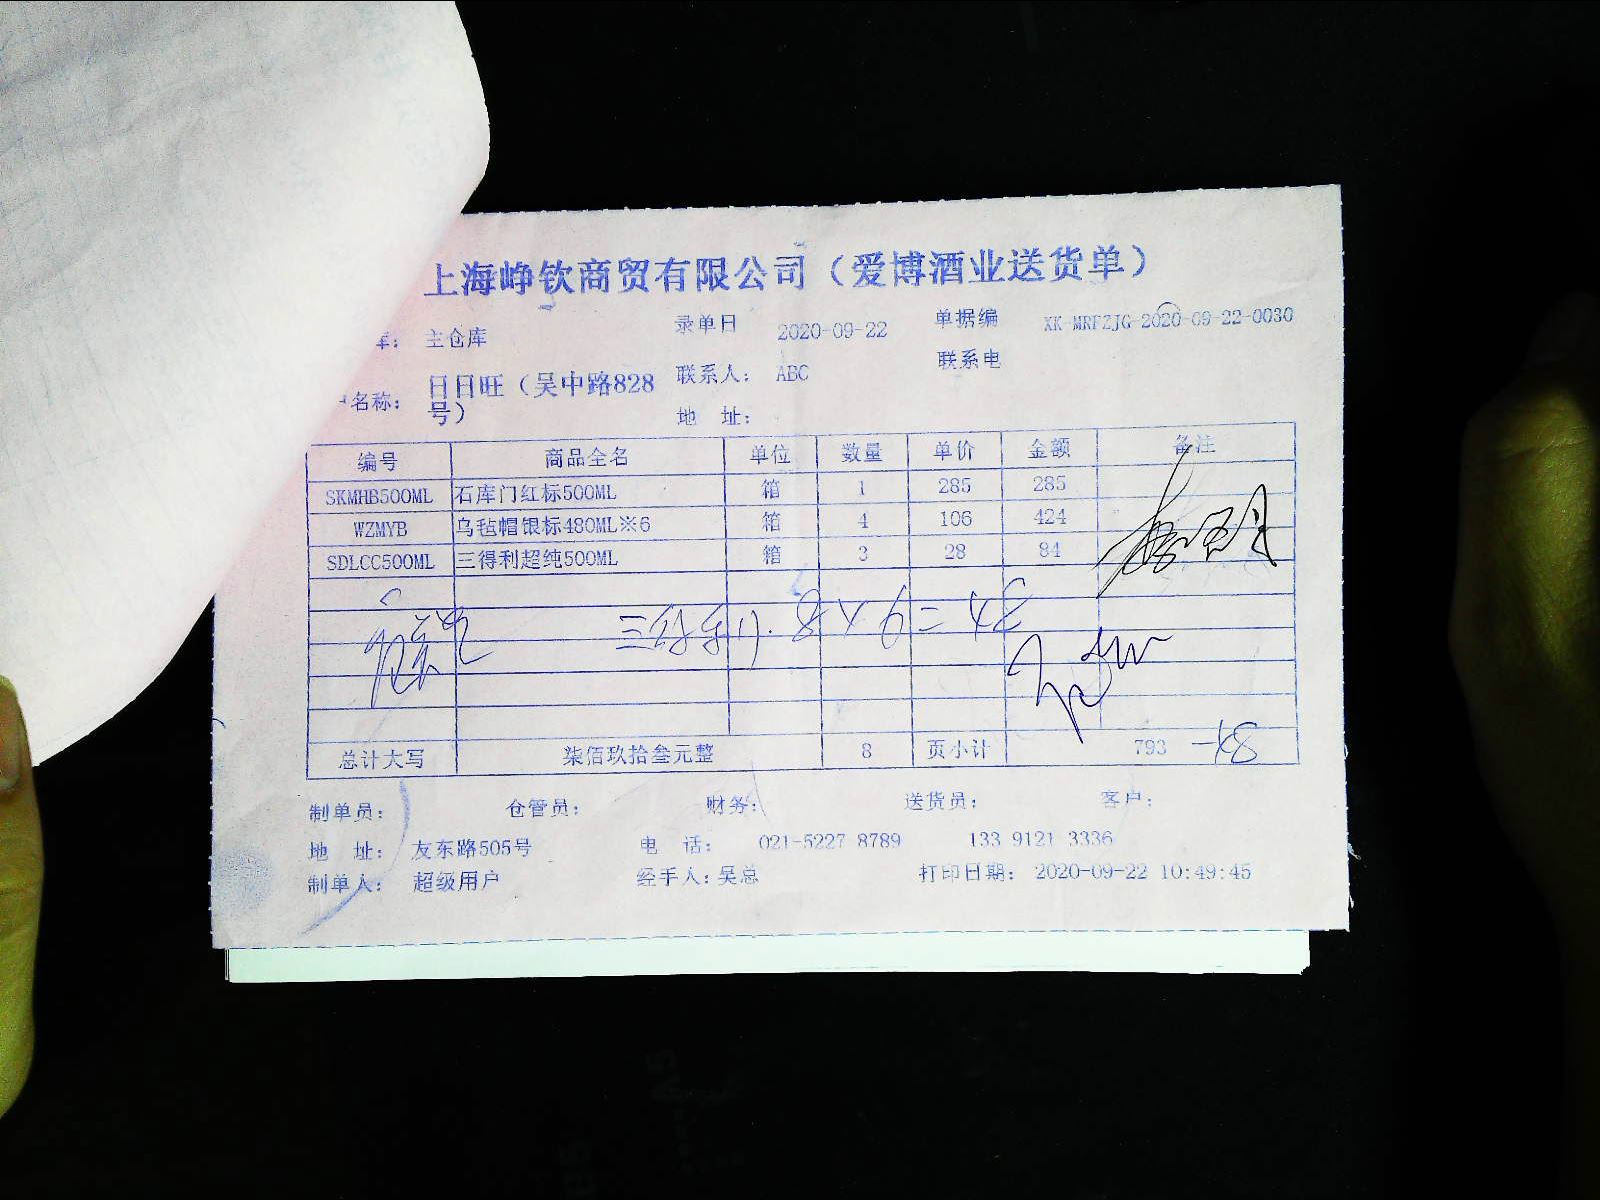 上海峥钦商贸有限公司（爱博酒业送货单）
库： 主仓库 录单日 2020-09-22 单据编 XK-MRFZJG-2020-09-22-0030
名称： 日日旺（吴中路828号） 联系人： ABC 联系电
地 址：
编号 商品全名 单位 数量 单价 金额 备注
SKMHB500ML 石库门红标500ML 箱 1 285 285
WZMYB 乌毡帽银标480ML※6 箱 4 106 424
SDLCC500ML 三得利超纯500ML 箱 3 28 84
总计大写 柒佰玖拾叁元整 8 页小计 793 -48
制单员： 仓管员： 财务： 送货员： 客户：
地 址： 友东路505号 电 话： 021-5227 8789 133 9121 3336
制单人： 超级用户 经手人：吴总 打印日期： 2020-09-22 10:49:45